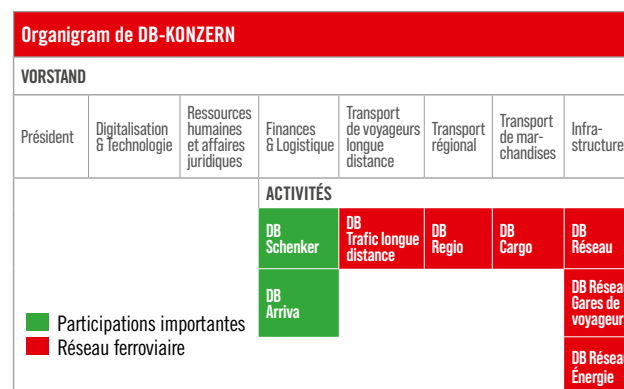 Organigram de DB-KONZERN
VORSTAND
Président
Digitalisation
& Technologie
Ressources
humaines
et affaires
juridiques
Finances
& Logistique
Transport
de voyageurs
longue
distance
Transport
régional
Transport
de mar-
chandises
Infra-
structure
ACTIVITÉS
DB
Schenker
DB
Trafic longue
distance
DB
Regio
DB
Cargo
DB
Réseau
DB
Arriva
DB Réseau
Gares de
voyageur
DB Réseau
Énergie
Participations importantes
Réseau ferroviaire